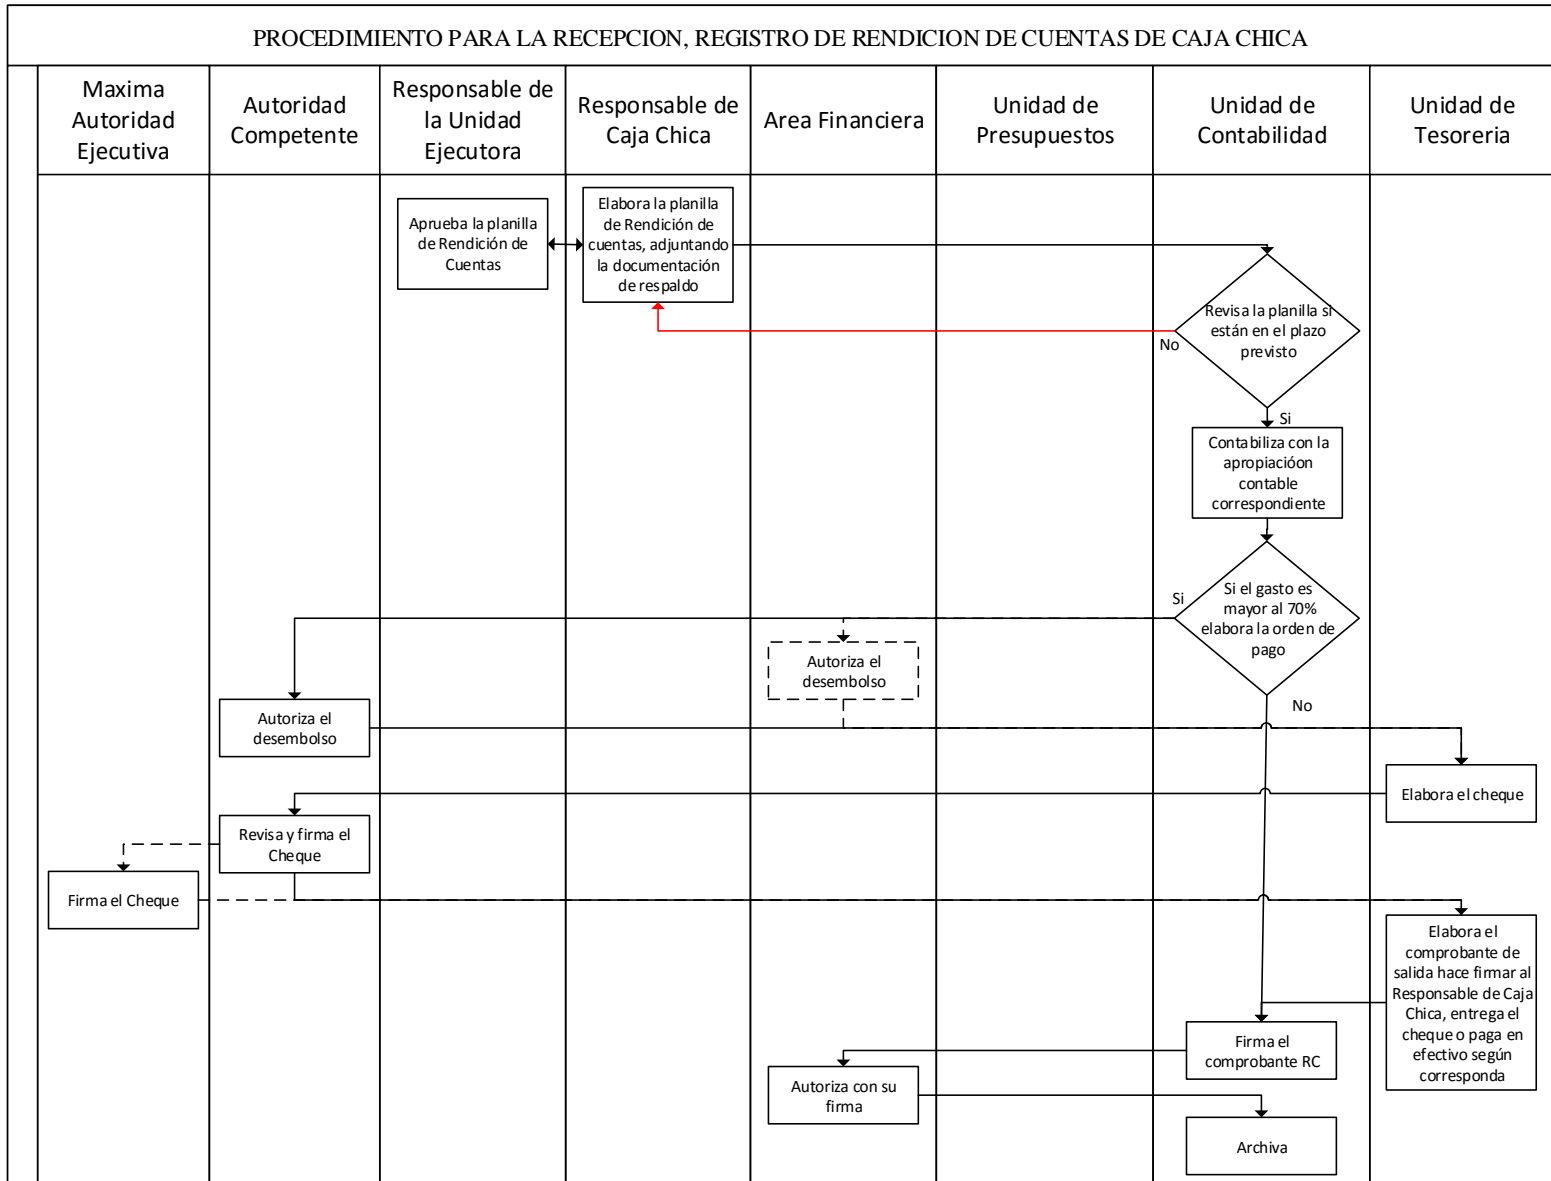 PROCEDIMIENTO PARA LA RECEPCION, REGISTRO DE RENDICION DE CUENTAS DE CAJA CHICA
Maxima
Autoridad
Ejecutiva
Autoridad
Competente
Responsable de
la Unidad
Ejecutora
Responsable de
Caja Chica
Area Financiera
Unidad de
Presupuestos
Unidad de
Contabilidad
Unidad de
Tesoreria
Aprueba la planilla
de Rendición de
Cuentas
Elabora la planilla
de Rendición de
cuentas, adjuntando
la documentación
de respaldo
Revisa la planilla si
están en el plazo
previsto
No
Si
Contabiliza con la
apropiacióon
contable
correspondiente
Si el gasto es
mayor al 70%
elabora la orden de
pago
Si
No
Autoriza el
desembolso
Autoriza el
desembolso
Elabora el cheque
Revisa y firma el
Cheque
Firma el Cheque
Elabora el
comprobante de
salida hace firmar al
Responsable de Caja
Chica, entrega el
cheque o paga en
efectivo según
corresponda
Firma el
comprobante RC
Autoriza con su
firma
Archiva